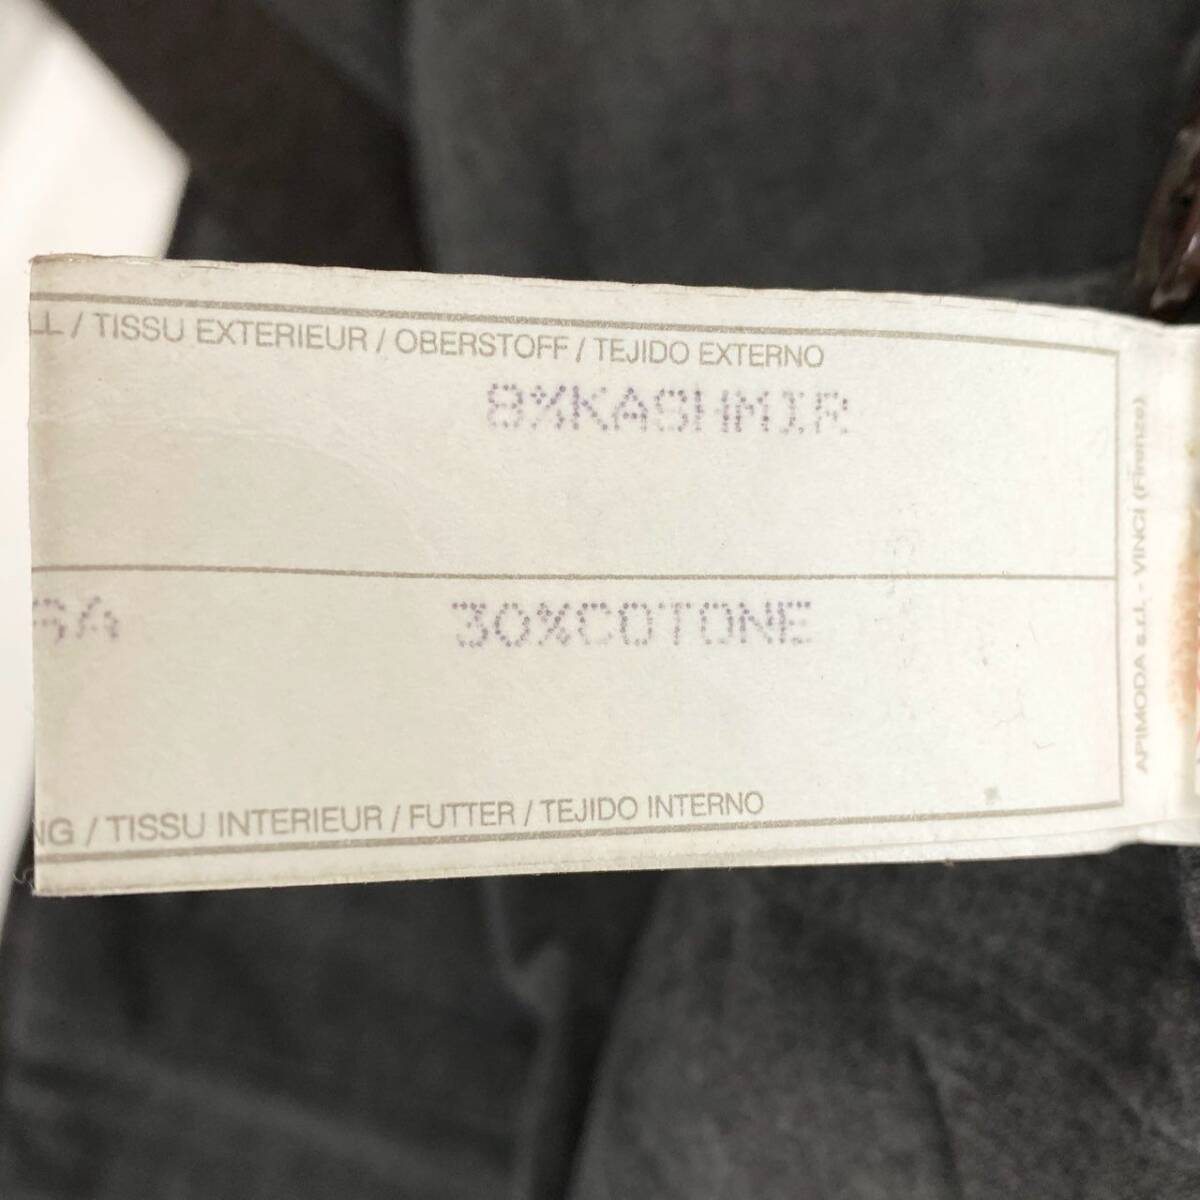 LL / TISSU EXTERIEUR / OBERSTOFF / TEJIDO EXTERNO
8%KASHMIR
30%COTONE
NG / TISSU INTERIEUR / FUTTER / TEJIDO INTERNO
APIMODA s.r.l. - VINCI (Firenze)